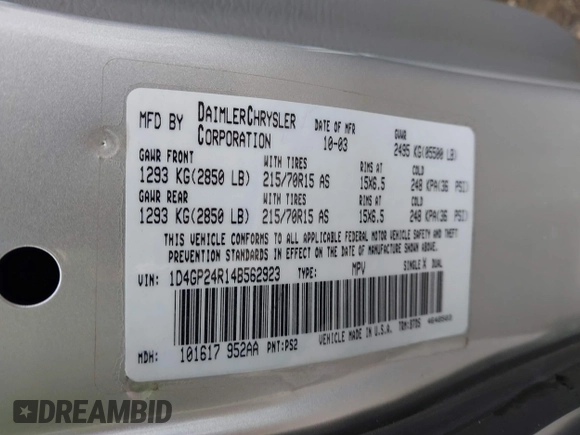 MFD BY DAIMLERCHRYSLER CORPORATION DATE OF MFR 10-03 GVWR 2495 KG(05500 LB)
GAWR FRONT WITH TIRES RIMS AT COLD
1293 KG(2850 LB) 215/70R15 AS 15X6.5 248 KPA(36 PSI)
GAWR REAR WITH TIRES RIMS AT COLD
1293 KG(2850 LB) 215/70R15 AS 15X6.5 248 KPA(36 PSI)
THIS VEHICLE CONFORMS TO ALL APPLICABLE FEDERAL MOTOR VEHICLE SAFETY AND THEFT
PREVENTION STANDARDS IN EFFECT ON THE DATE OF MANUFACTURE SHOWN ABOVE.
VIN: 1D4GP24R14B562923 MPV SINGLE X DUAL
VEHICLE MADE IN U.S.A.
MDH: 101617 952AA PNT:PS2
DREAMBID